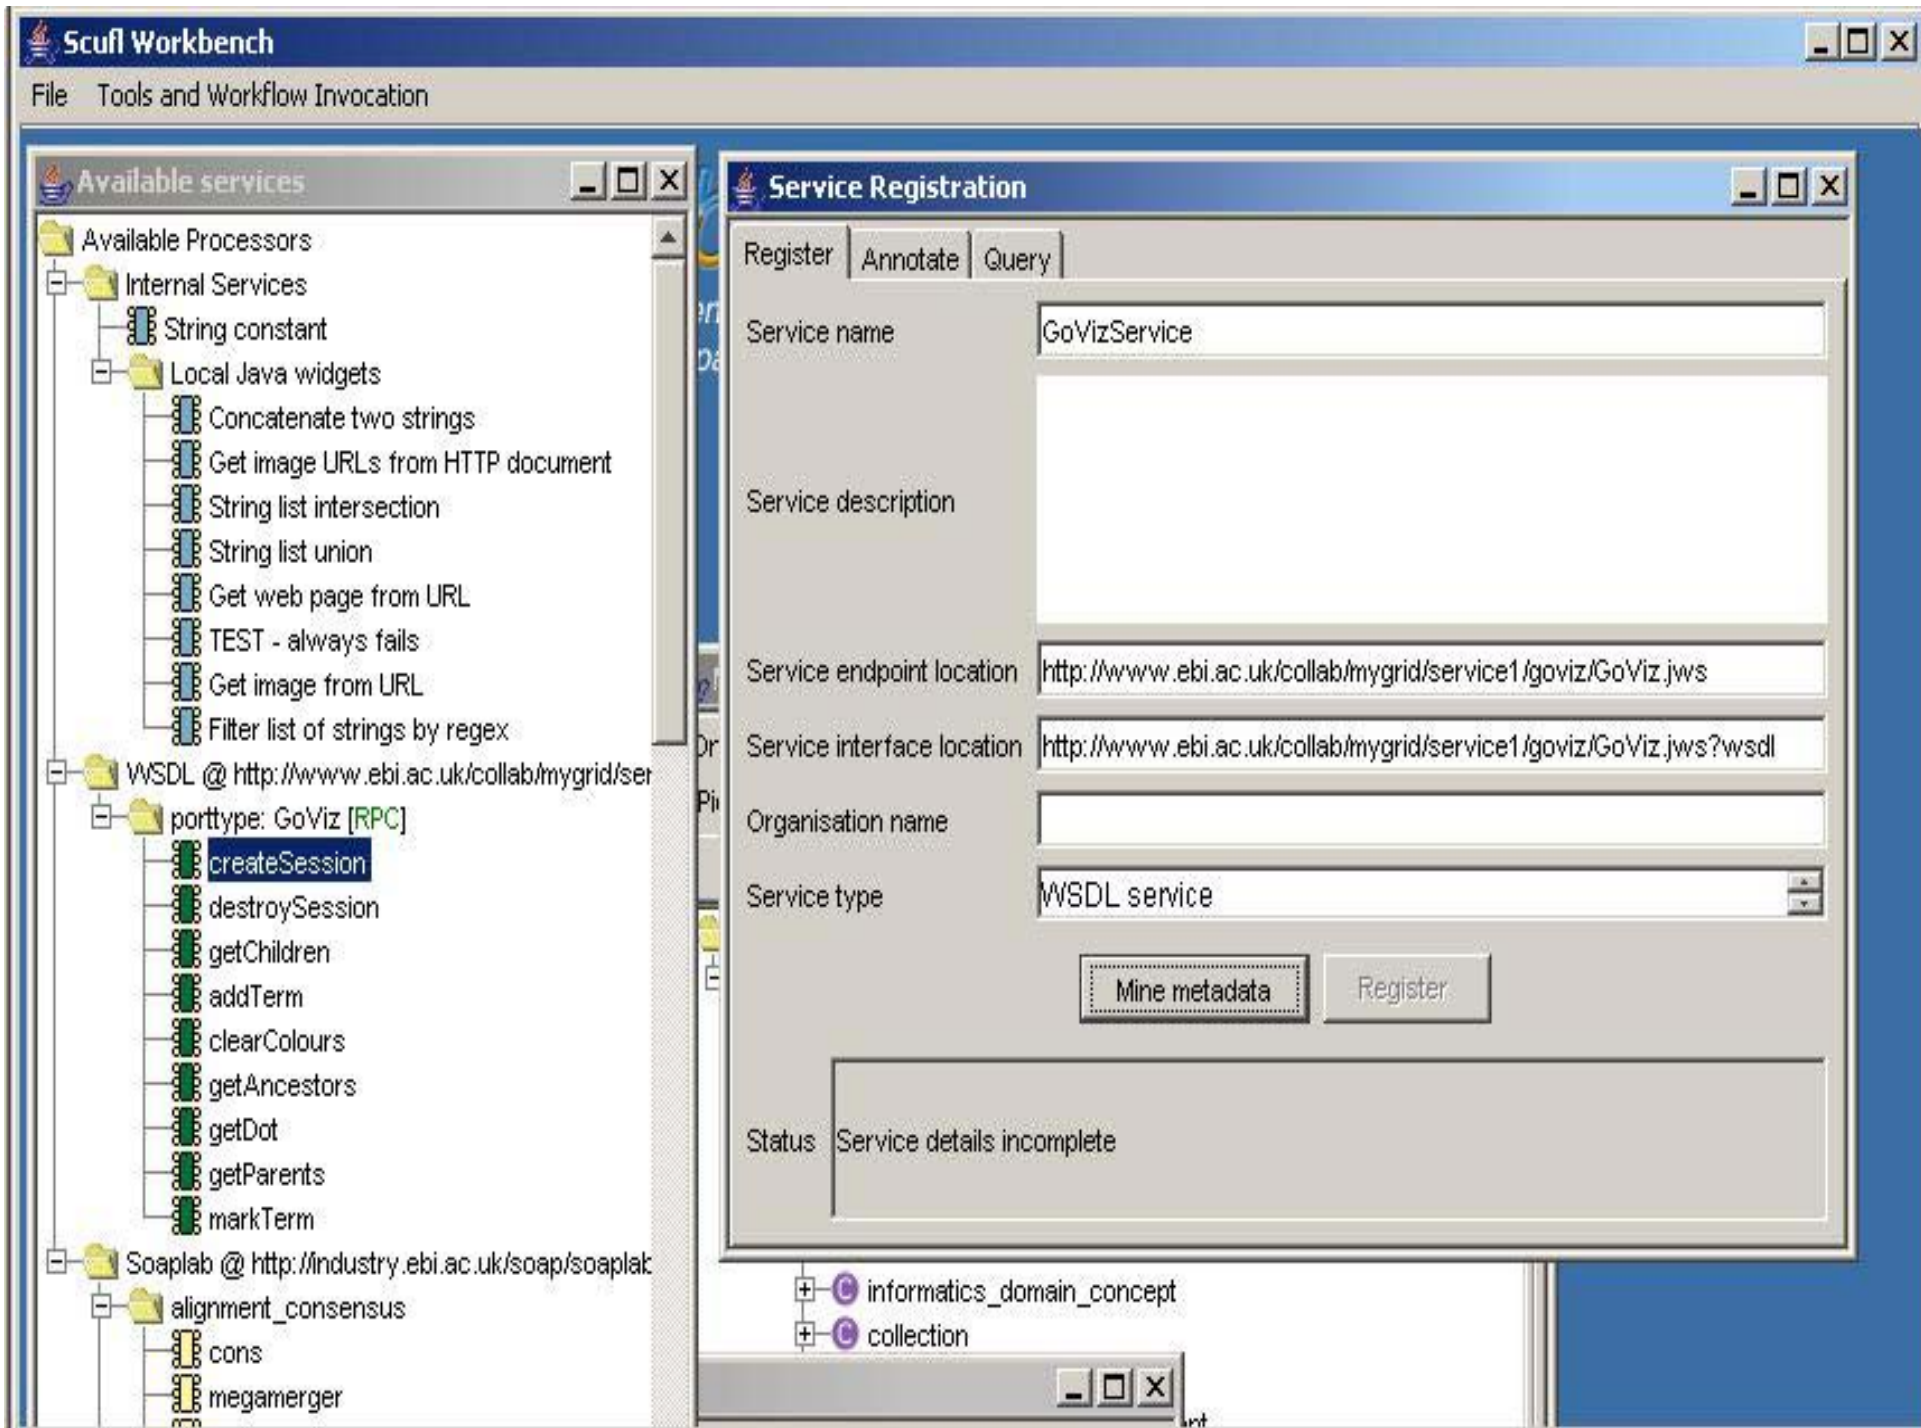 Scufl Workbench
File Tools and Workflow Invocation
Available services
Available Processors
Internal Services
String constant
Local Java widgets
Concatenate two strings
Get image URLs from HTTP document
String list intersection
String list union
Get web page from URL
TEST - always fails
Get image from URL
Filter list of strings by regex
WSDL @ http://www.ebi.ac.uk/collab/mygrid/ser
porttype: GoViz [RPC]
createSession
destroySession
getChildren
addTerm
clearColours
getAncestors
getDot
getParents
markTerm
Soaplab @ http://industry.ebi.ac.uk/soap/soaplab
alignment_consensus
cons
megamerger
Service Registration
Register Annotate Query
Service name GoVizService
Service description
Service endpoint location http://www.ebi.ac.uk/collab/mygrid/service1/goviz/GoViz.jws
Service interface location http://www.ebi.ac.uk/collab/mygrid/service1/goviz/GoViz.jws?wsdl
Organisation name
Service type WSDL service
Mine metadata Register
Status Service details incomplete
informatics_domain_concept
collection